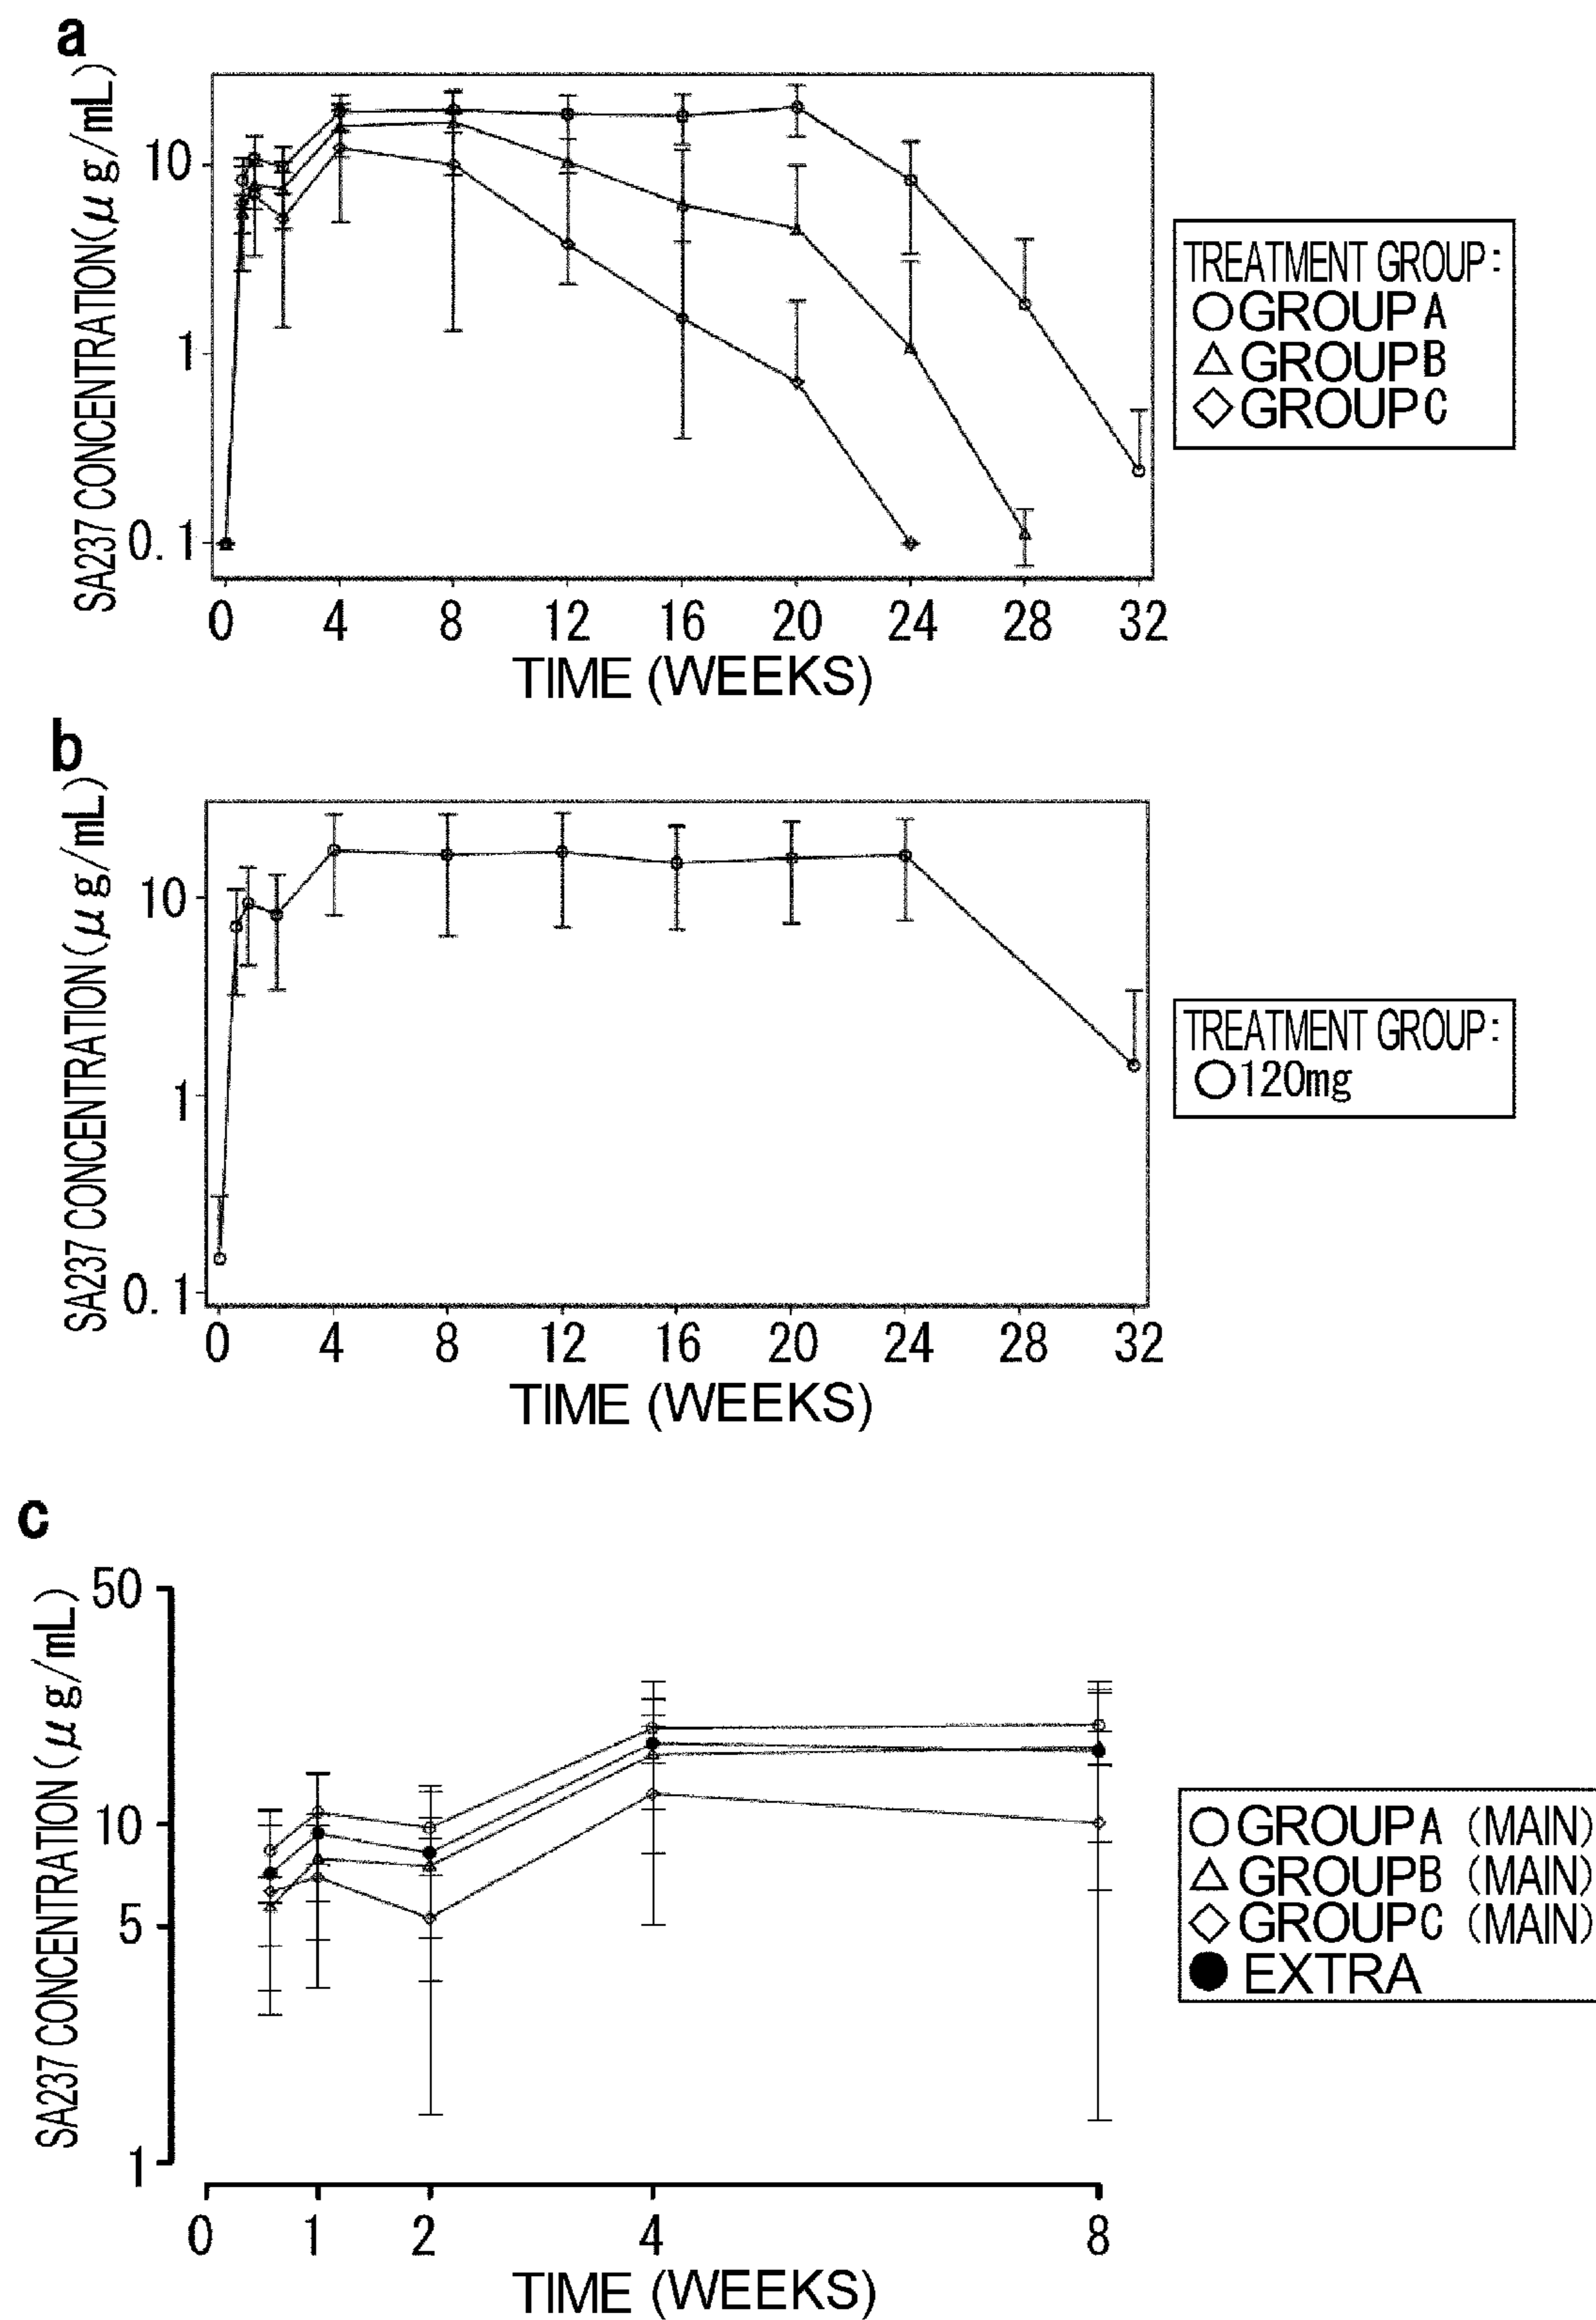 a
SA237 CONCENTRATION(μg/mL)
10
1
0.1
0 4 8 12 16 20 24 28 32
TIME (WEEKS)
TREATMENT GROUP:
○GROUP A
△GROUP B
◇GROUP C
b
SA237 CONCENTRATION(μg/mL)
10
1
0.1
0 4 8 12 16 20 24 28 32
TIME (WEEKS)
TREATMENT GROUP:
○120mg
c
SA237 CONCENTRATION(μg/mL)
50
10
5
1
0 1 2 4 8
TIME (WEEKS)
○GROUP A (MAIN)
△GROUP B (MAIN)
◇GROUP C (MAIN)
● EXTRA